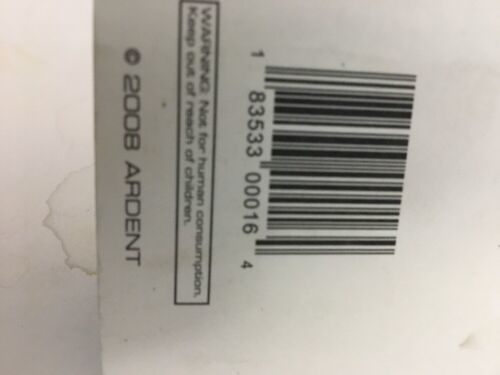 1 83533 00016 4
WARNING: Not for human consumption.
Keep out of reach of children.
© 2008 ARDENT